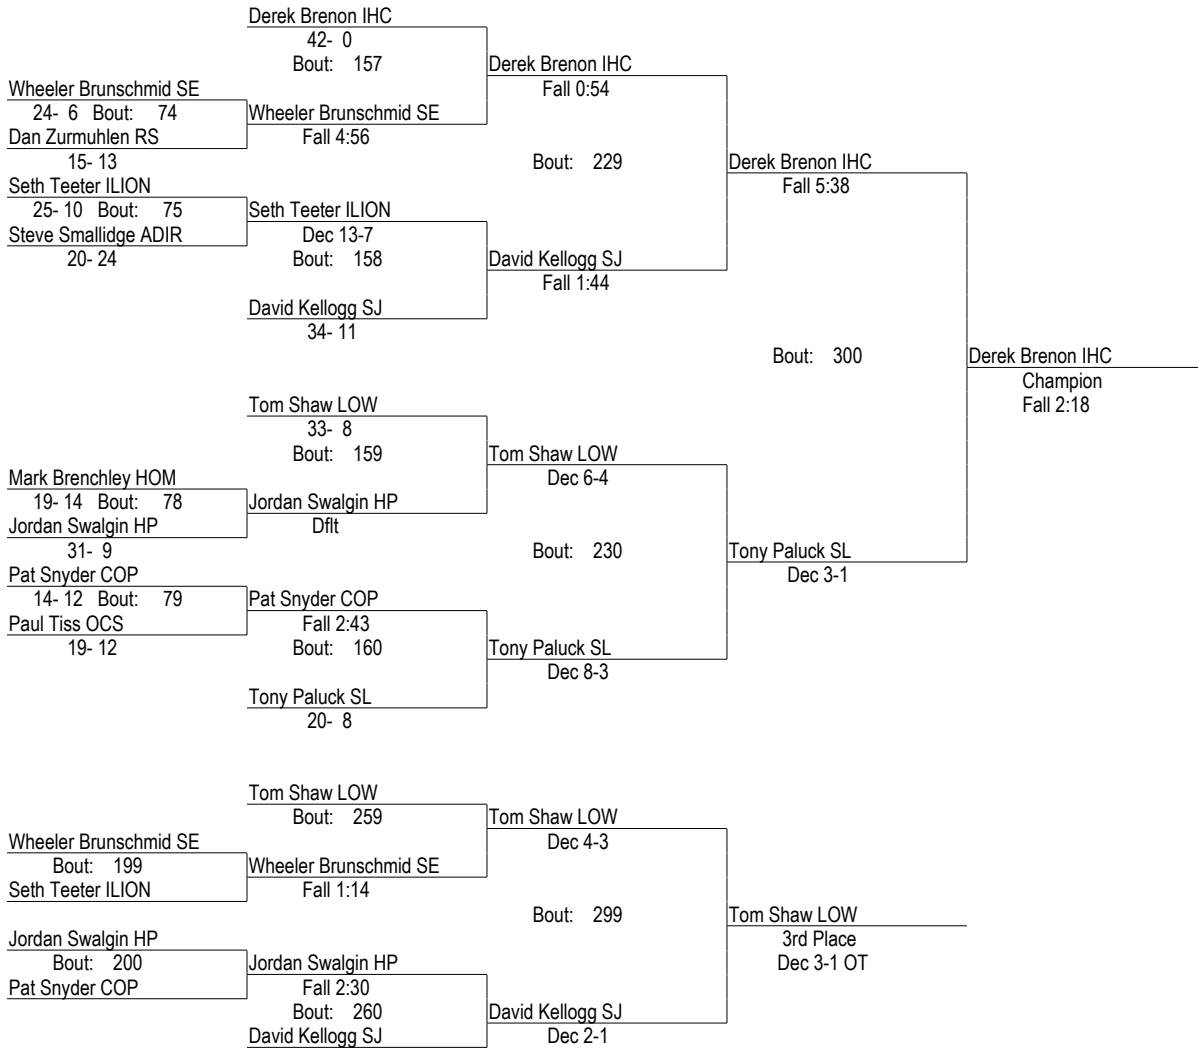 Derek Brenon IHC
42- 0
Bout: 157
Derek Brenon IHC
Wheeler Brunschmid SE
Fall 0:54
24- 6 Bout: 74
Wheeler Brunschmid SE
Dan Zurmuhlen RS
Fall 4:56
15- 13
Bout: 229
Derek Brenon IHC
Seth Teeter ILION
Fall 5:38
25- 10 Bout: 75
Seth Teeter ILION
Steve Smallidge ADIR
Dec 13-7
20- 24
Bout: 158
David Kellogg SJ
Fall 1:44
David Kellogg SJ
34- 11
Bout: 300
Derek Brenon IHC
Champion
Fall 2:18
Tom Shaw LOW
33- 8
Bout: 159
Tom Shaw LOW
Mark Brenchley HOM
Dec 6-4
19- 14 Bout: 78
Jordan Swalgin HP
Jordan Swalgin HP
Dflt
31- 9
Bout: 230
Tony Paluck SL
Pat Snyder COP
Dec 3-1
14- 12 Bout: 79
Pat Snyder COP
Paul Tiss OCS
Fall 2:43
19- 12
Bout: 160
Tony Paluck SL
Dec 8-3
Tony Paluck SL
20- 8
Tom Shaw LOW
Bout: 259
Tom Shaw LOW
Wheeler Brunschmid SE
Dec 4-3
Bout: 199
Wheeler Brunschmid SE
Seth Teeter ILION
Fall 1:14
Bout: 299
Tom Shaw LOW
Jordan Swalgin HP
3rd Place
Bout: 200
Jordan Swalgin HP
Dec 3-1 OT
Pat Snyder COP
Fall 2:30
Bout: 260
David Kellogg SJ
David Kellogg SJ
Dec 2-1